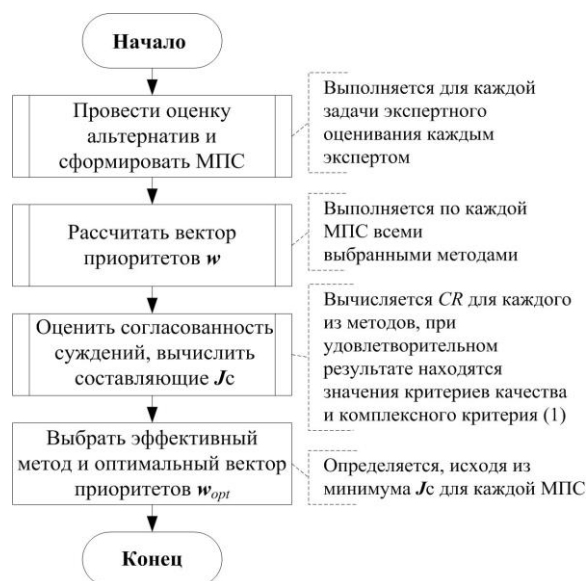 Начало
Провести оценку
альтернатив и
сформировать МПС
Выполняется для каждой
задачи экспертного
оценивания каждым
экспертом
Рассчитать вектор
приоритетов w
Выполняется по каждой
МПС всеми
выбранными методами
Оценить согласованность
суждений, вычислить
составляющие Jc
Вычисляется CR для каждого
из методов, при
удовлетворительном
результате находятся
значения критериев качества
и комплексного критерия (1)
Выбрать эффективный
метод и оптимальный вектор
приоритетов wopt
Определяется, исходя из
минимума Jc для каждой МПС
Конец